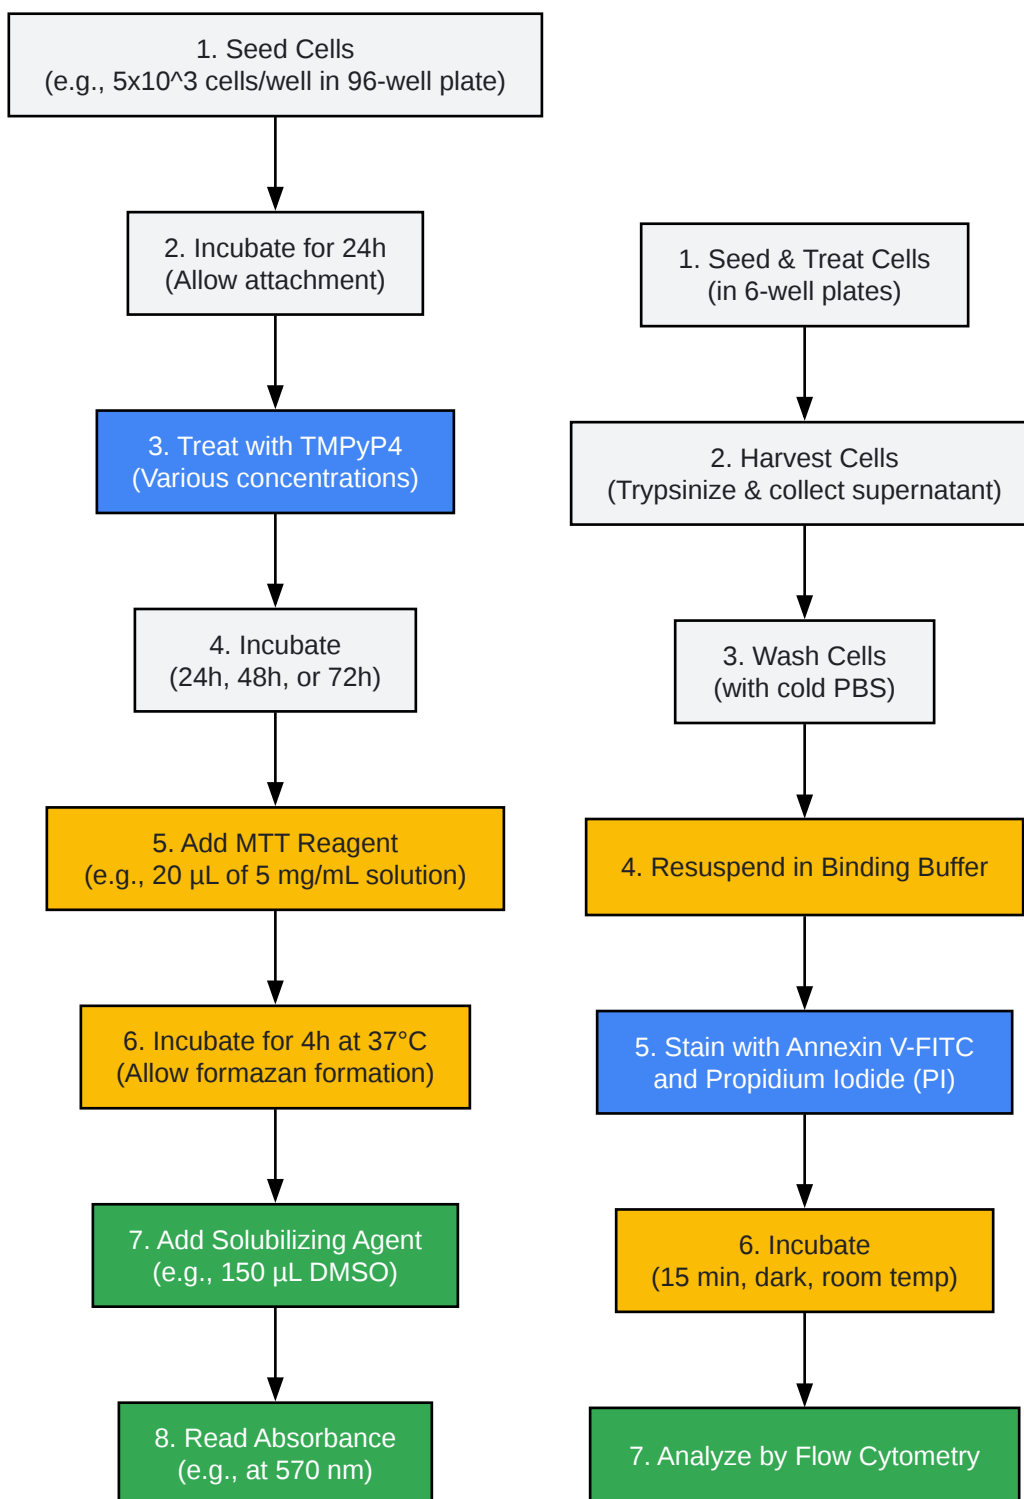 1. Seed Cells
(e.g., 5x10^3 cells/well in 96-well plate)
2. Incubate for 24h
(Allow attachment)
3. Treat with TMPyP4
(Various concentrations)
4. Incubate
(24h, 48h, or 72h)
5. Add MTT Reagent
(e.g., 20 µL of 5 mg/mL solution)
6. Incubate for 4h at 37°C
(Allow formazan formation)
7. Add Solubilizing Agent
(e.g., 150 µL DMSO)
8. Read Absorbance
(e.g., at 570 nm)
1. Seed & Treat Cells
(in 6-well plates)
2. Harvest Cells
(Trypsinize & collect supernatant)
3. Wash Cells
(with cold PBS)
4. Resuspend in Binding Buffer
5. Stain with Annexin V-FITC
and Propidium Iodide (PI)
6. Incubate
(15 min, dark, room temp)
7. Analyze by Flow Cytometry